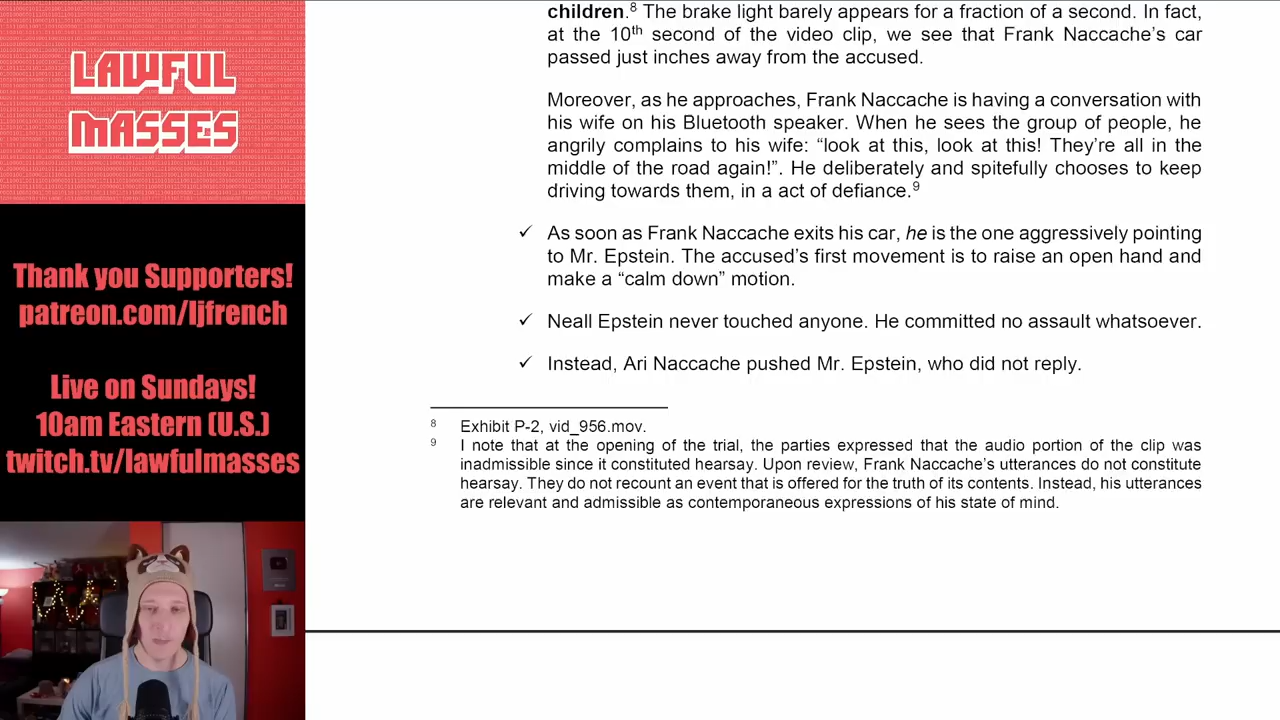 LAWFUL
MASSES
Thank you Supporters!
patreon.com/ljfrench
Live on Sundays!
10am Eastern (U.S.)
twitch.tv/lawfulmasses
children.⁸ The brake light barely appears for a fraction of a second. In fact,
at the 10ᵗʰ second of the video clip, we see that Frank Naccache's car
passed just inches away from the accused.
Moreover, as he approaches, Frank Naccache is having a conversation with
his wife on his Bluetooth speaker. When he sees the group of people, he
angrily complains to his wife: “look at this, look at this! They're all in the
middle of the road again!”. He deliberately and spitefully chooses to keep
driving towards them, in a act of defiance.⁹
✓ As soon as Frank Naccache exits his car, he is the one aggressively pointing
to Mr. Epstein. The accused's first movement is to raise an open hand and
make a “calm down” motion.
✓ Neall Epstein never touched anyone. He committed no assault whatsoever.
✓ Instead, Ari Naccache pushed Mr. Epstein, who did not reply.
⁸ Exhibit P-2, vid_956.mov.
⁹ I note that at the opening of the trial, the parties expressed that the audio portion of the clip was
inadmissible since it constituted hearsay. Upon review, Frank Naccache's utterances do not constitute
hearsay. They do not recount an event that is offered for the truth of its contents. Instead, his utterances
are relevant and admissible as contemporaneous expressions of his state of mind.